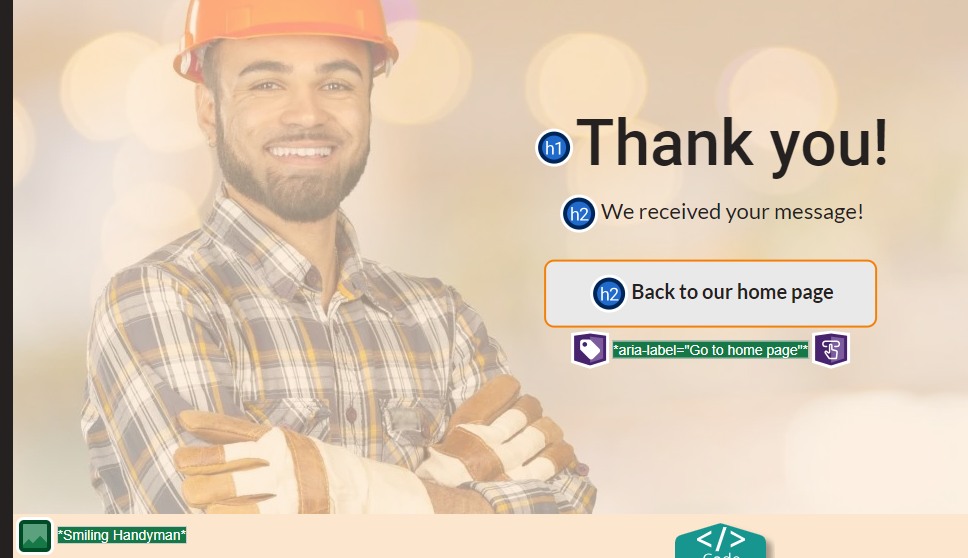 h1 Thank you!
h2 We received your message!
h2 Back to our home page
*aria-label="Go to home page"*
*Smiling Handyman*
</>
Code